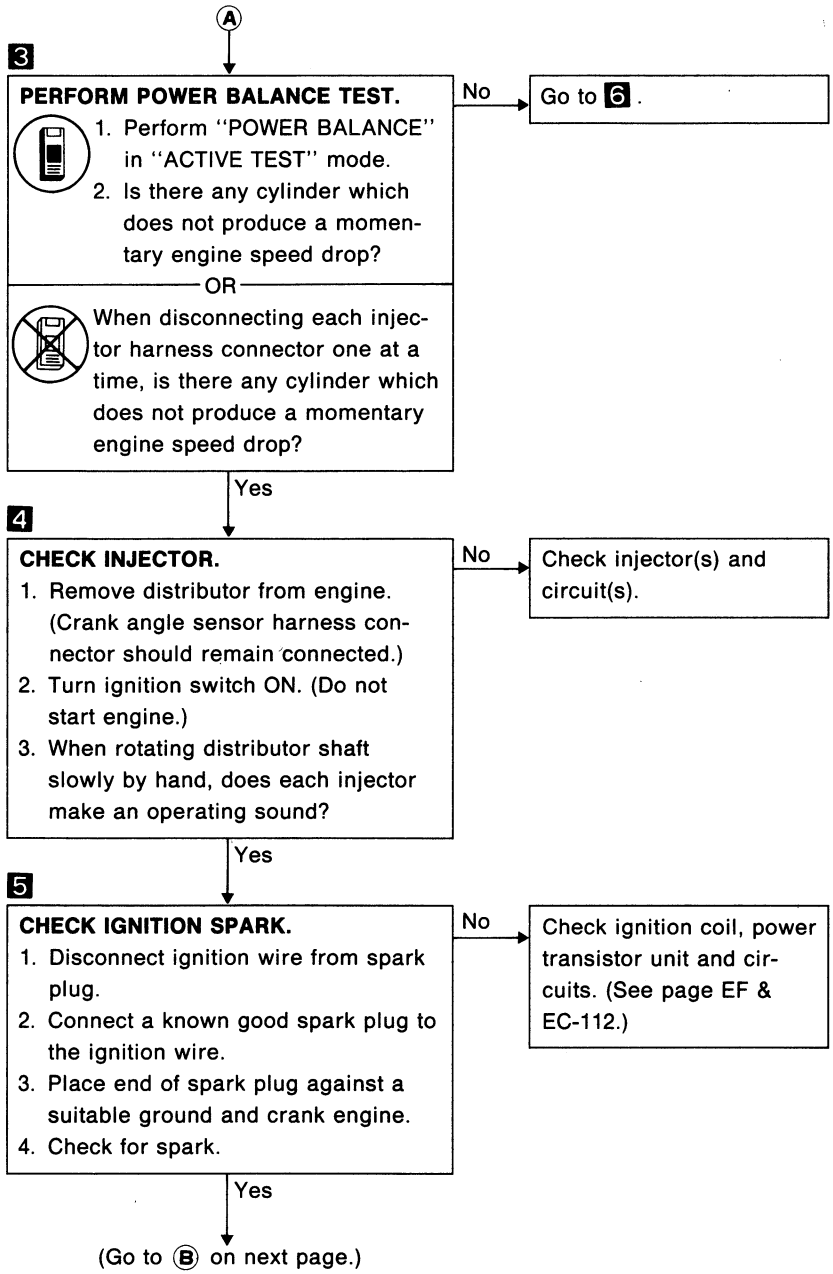 A
3
PERFORM POWER BALANCE TEST.
1. Perform "POWER BALANCE"
in "ACTIVE TEST" mode.
2. Is there any cylinder which
does not produce a momen-
tary engine speed drop?
OR
When disconnecting each injec-
tor harness connector one at a
time, is there any cylinder which
does not produce a momentary
engine speed drop?
No
Go to 6 .
Yes
4
CHECK INJECTOR.
1. Remove distributor from engine.
(Crank angle sensor harness con-
nector should remain connected.)
2. Turn ignition switch ON. (Do not
start engine.)
3. When rotating distributor shaft
slowly by hand, does each injector
make an operating sound?
No
Check injector(s) and
circuit(s).
Yes
5
CHECK IGNITION SPARK.
1. Disconnect ignition wire from spark
plug.
2. Connect a known good spark plug to
the ignition wire.
3. Place end of spark plug against a
suitable ground and crank engine.
4. Check for spark.
No
Check ignition coil, power
transistor unit and cir-
cuits. (See page EF &
EC-112.)
Yes
(Go to B on next page.)